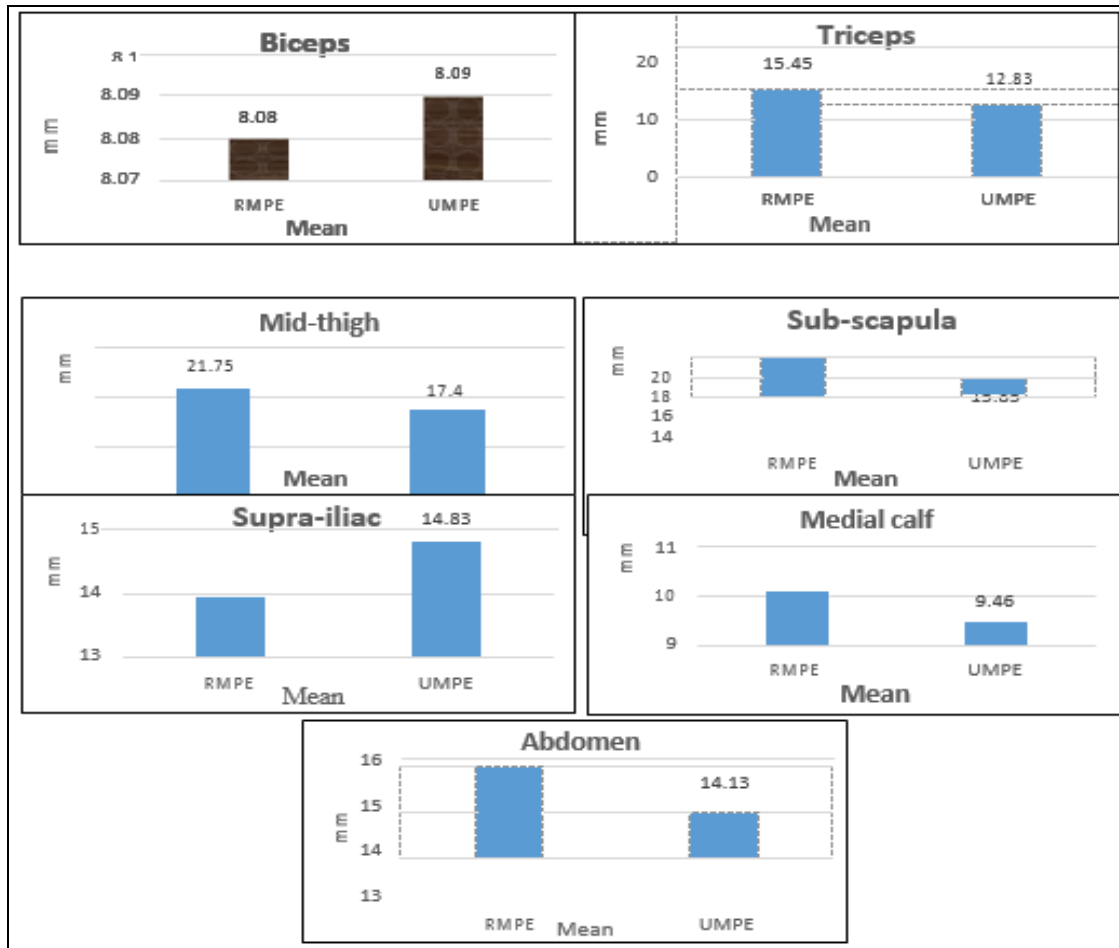 Biceps
8.1
8.09
8.08
8.07
mm
8.08
8.09
RMPE
UMPE
Mean
Triceps
20
10
0
mm
15.45
12.83
RMPE
UMPE
Mean
Mid-thigh
mm
21.75
17.4
Mean
Sub-scapula
mm
20
18
16
14
RMPE
UMPE
Mean
Supra-iliac
15
14
13
mm
14.83
RMPE
UMPE
Mean
Medial calf
11
10
9
mm
9.46
RMPE
UMPE
Mean
Abdomen
16
15
14
13
mm
14.13
RMPE
UMPE
Mean